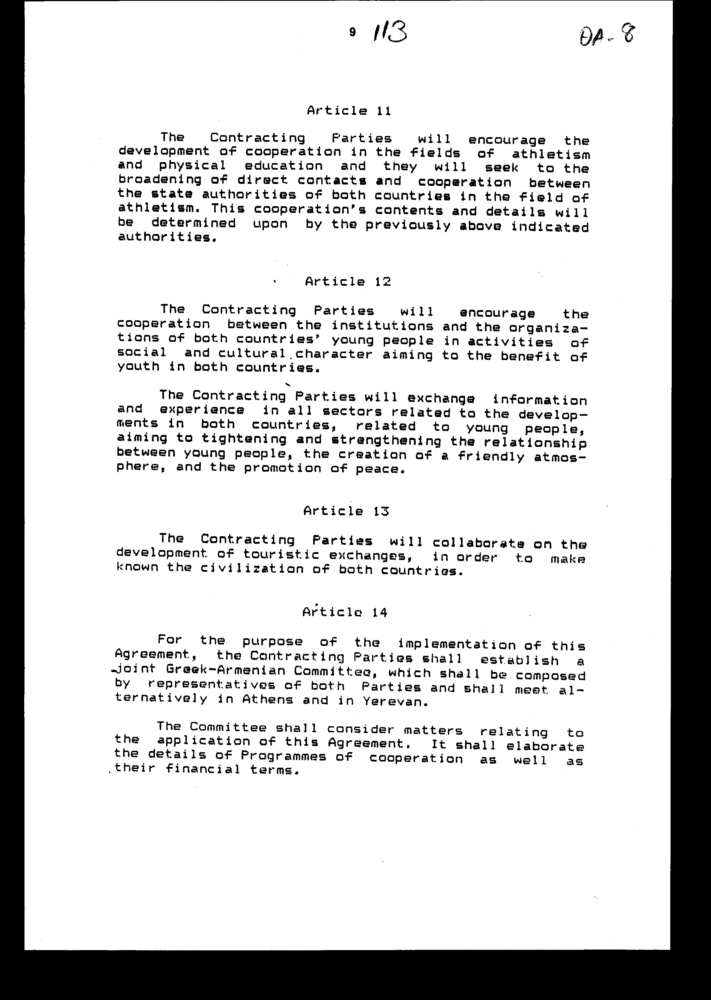 9 113 ΘA-8
Article 11
The Contracting Parties will encourage the
development of cooperation in the fields of athletism
and physical education and they will seek to the
broadening of direct contacts and cooperation between
the state authorities of both countries in the field of
athletism. This cooperation's contents and details will
be determined upon by the previously above indicated
authorities.
Article 12
The Contracting Parties will encourage the
cooperation between the institutions and the organiza-
tions of both countries' young people in activities of
social and cultural character aiming to the benefit of
youth in both countries.
The Contracting Parties will exchange information
and experience in all sectors related to the develop-
ments in both countries, related to young people,
aiming to tightening and strengthening the relationship
between young people, the creation of a friendly atmos-
phere, and the promotion of peace.
Article 13
The Contracting Parties will collaborate on the
development of touristic exchanges, in order to make
known the civilization of both countries.
Article 14
For the purpose of the implementation of this
Agreement, the Contracting Parties shall establish a
joint Greek-Armenian Committee, which shall be composed
by representatives of both Parties and shall meet al-
ternatively in Athens and in Yerevan.
The Committee shall consider matters relating to
the application of this Agreement. It shall elaborate
the details of Programmes of cooperation as well as
their financial terms.